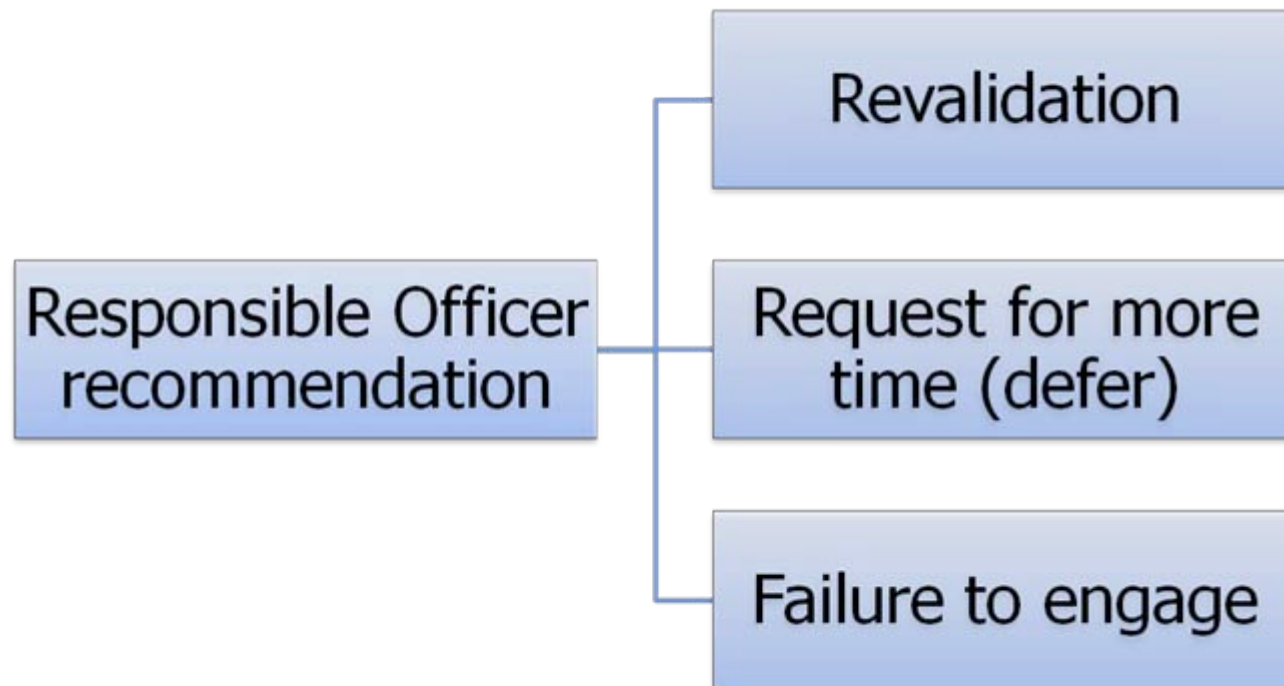 Revalidation
Responsible Officer
recommendation
Request for more
time (defer)
Failure to engage